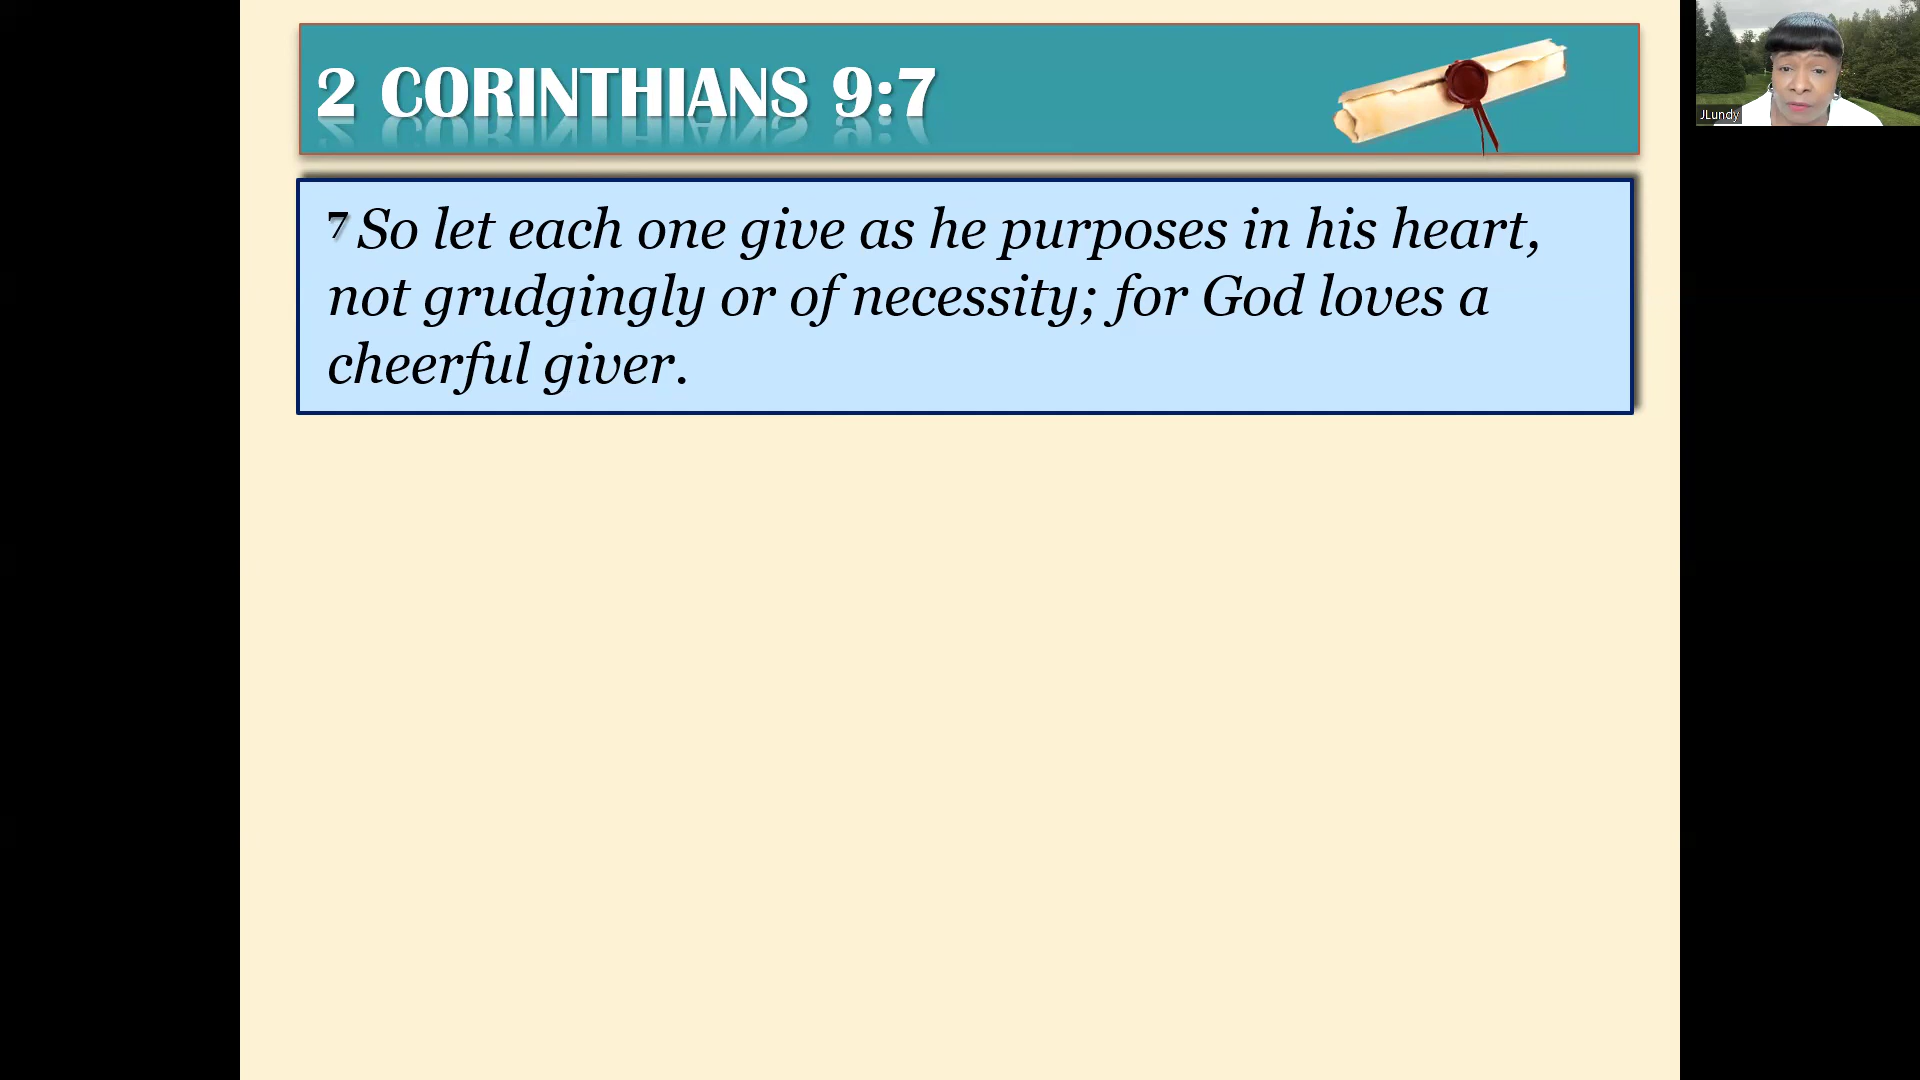 2 CORINTHIANS 9:7
7 So let each one give as he purposes in his heart,
not grudgingly or of necessity; for God loves a
cheerful giver.
JLundy